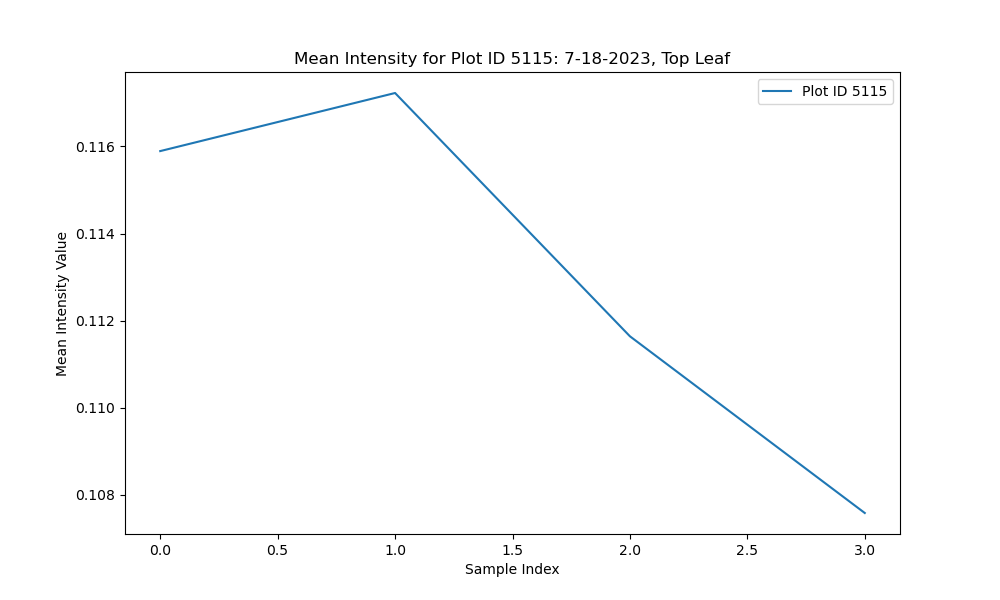 Mean Intensity for Plot ID 5115: 7-18-2023, Top Leaf
Plot ID 5115
Mean Intensity Value
0.116
0.114
0.112
0.110
0.108
0.0 0.5 1.0 1.5 2.0 2.5 3.0
Sample Index